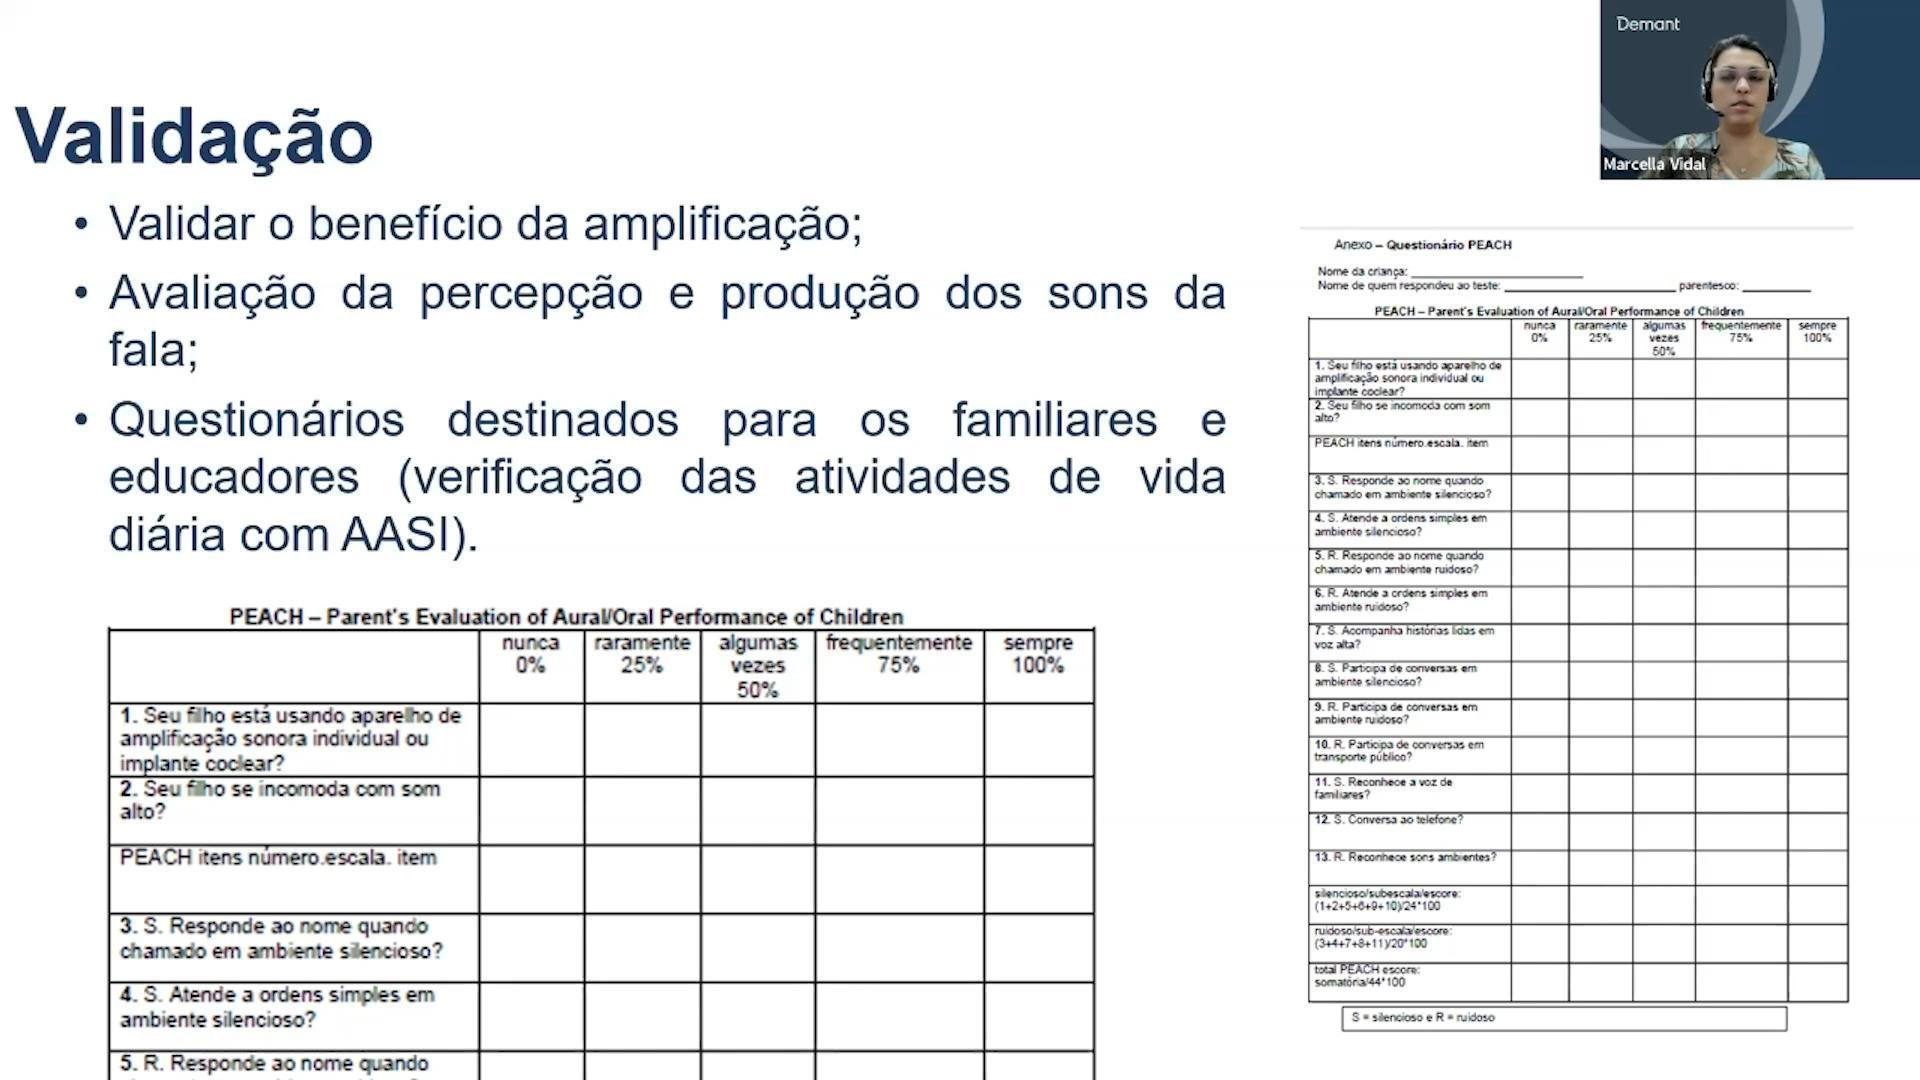 Demant
Marcella Vidal
Validação
• Validar o benefício da amplificação;
• Avaliação da percepção e produção dos sons da
fala;
• Questionários destinados para os familiares e
educadores (verificação das atividades de vida
diária com AASI).
PEACH – Parent's Evaluation of Aural/Oral Performance of Children
nunca 0% raramente 25% algumas vezes 50% frequentemente 75% sempre 100%
1. Seu filho está usando aparelho de
amplificação sonora individual ou
implante coclear?
2. Seu filho se incomoda com som
alto?
PEACH itens número.escala. item
3. S. Responde ao nome quando
chamado em ambiente silencioso?
4. S. Atende a ordens simples em
ambiente silencioso?
5. R. Responde ao nome quando
Anexo – Questionário PEACH
Nome da criança:
Nome de quem respondeu ao teste: parentesco:
PEACH – Parent's Evaluation of Aural/Oral Performance of Children
nunca 0% raramente 25% algumas vezes 50% frequentemente 75% sempre 100%
1. Seu filho está usando aparelho de
amplificação sonora individual ou
implante coclear?
2. Seu filho se incomoda com som
alto?
PEACH itens número.escala. item
3. S. Responde ao nome quando
chamado em ambiente silencioso?
4. S. Atende a ordens simples em
ambiente silencioso?
5. R. Responde ao nome quando
chamado em ambiente ruidoso?
6. R. Atende a ordens simples em
ambiente ruidoso?
7. S. Acompanha histórias lidas em
voz alta?
8. S. Participa de conversas em
ambiente silencioso?
9. R. Participa de conversas em
ambiente ruidoso?
10. R. Participa de conversas em
transporte público?
11. S. Reconhece a voz de
familiares?
12. S. Conversa ao telefone?
13. R. Reconhece sons ambientes?
silencioso/subescala/escore:
(1+2+5+6+9+10)/24*100
ruidoso/sub-escala/escore:
(3+4+7+8+11)/20*100
total PEACH escore:
somatória/44*100
S = silencioso e R = ruidoso